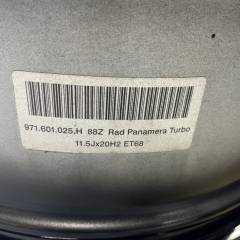 971.601.025.H 88Z Rad Panamera Turbo
11.5Jx20H2 ET68